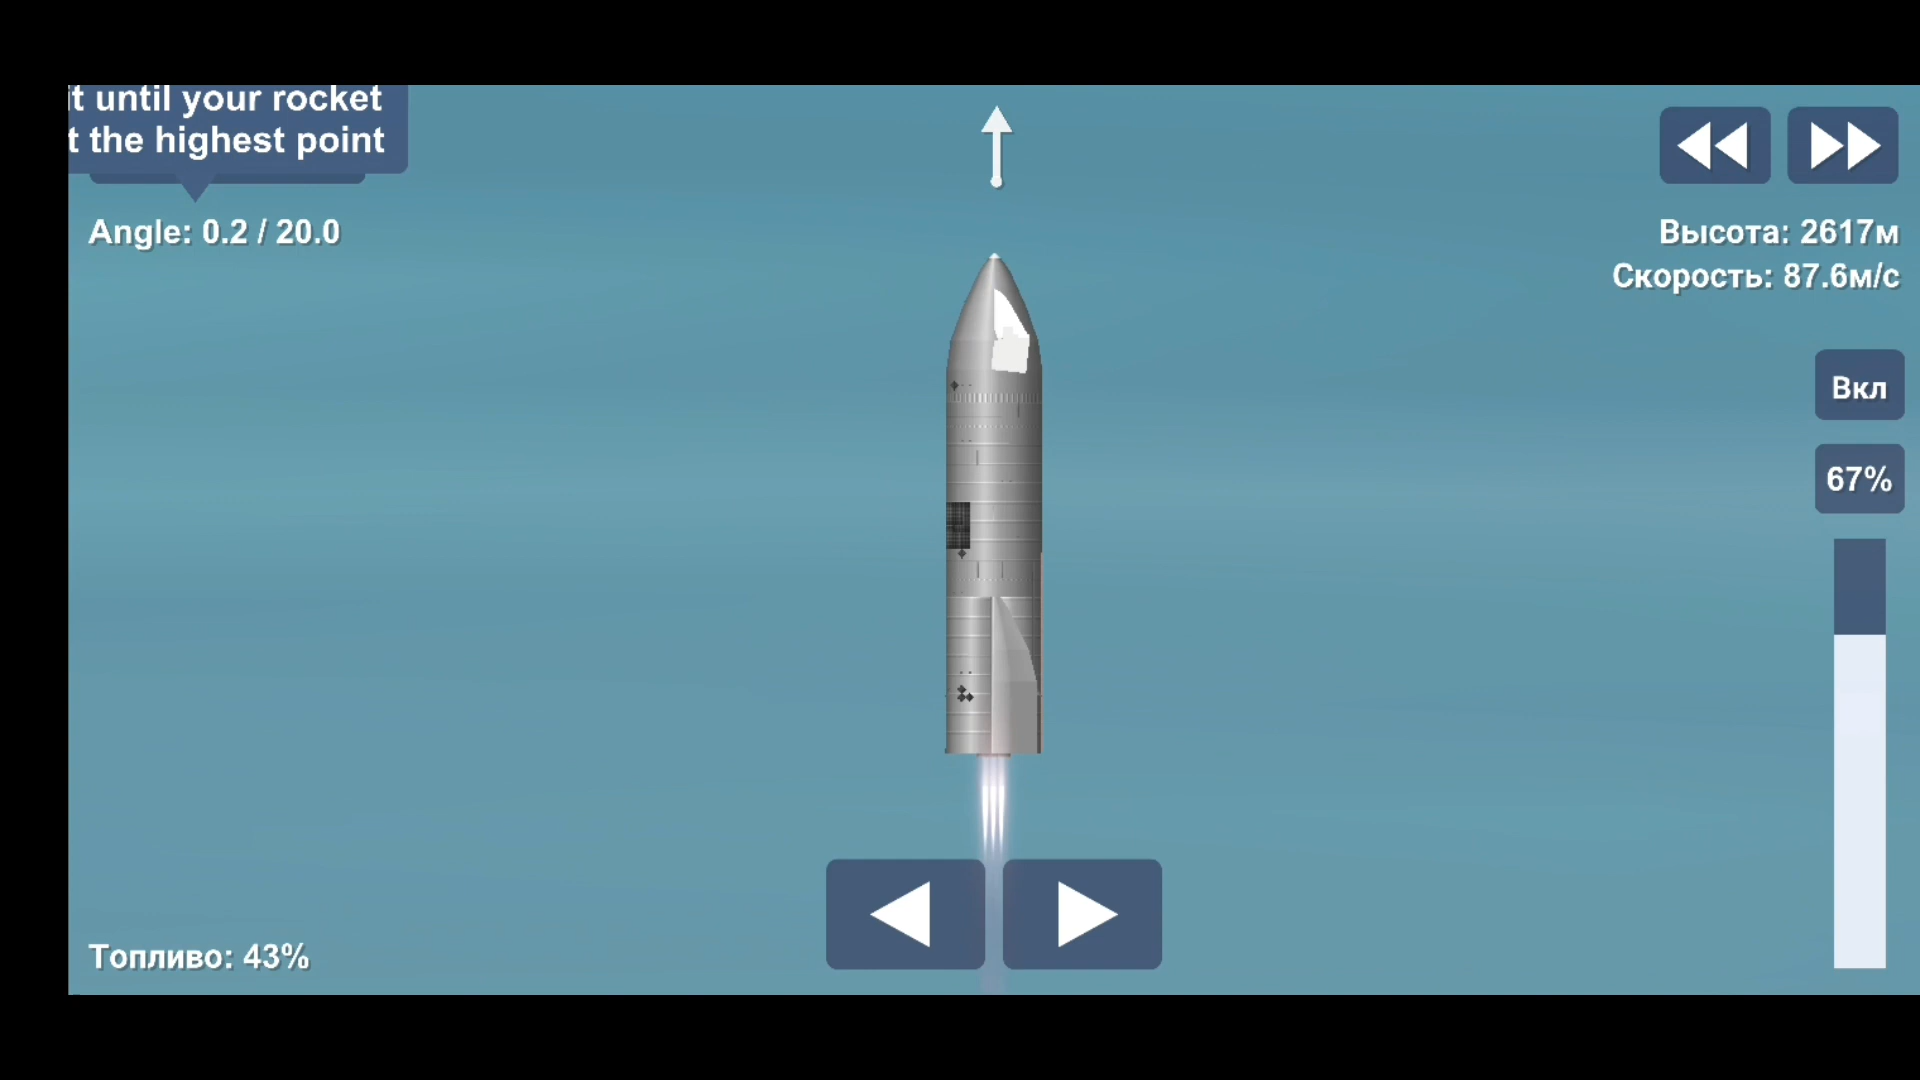 it until your rocket
t the highest point
Angle: 0.2 / 20.0
Высота: 2617м
Скорость: 87.6м/с
Вкл
67%
Топливо: 43%